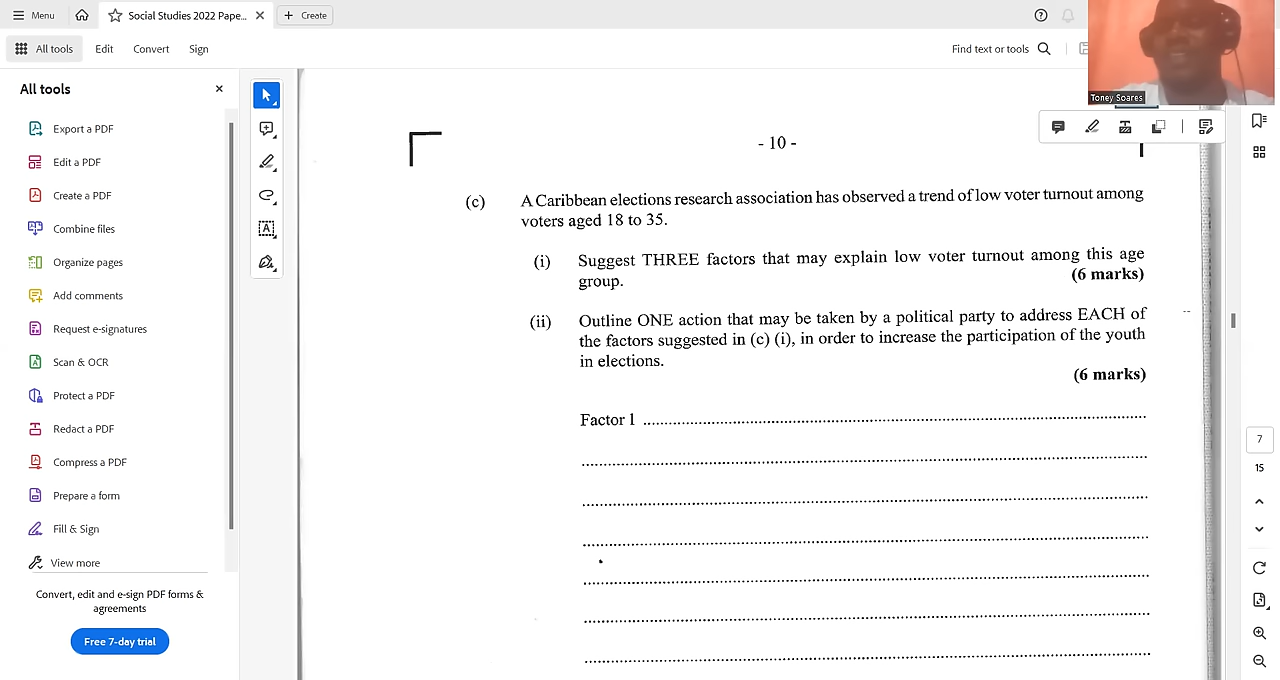 Menu
Social Studies 2022 Pape...
Create
All tools
Edit
Convert
Sign
Find text or tools
Toney Soares
All tools
Export a PDF
Edit a PDF
Create a PDF
Combine files
Organize pages
Add comments
Request e-signatures
Scan & OCR
Protect a PDF
Redact a PDF
Compress a PDF
Prepare a form
Fill & Sign
View more
Convert, edit and e-sign PDF forms &
agreements
Free 7-day trial
- 10 -
(c) A Caribbean elections research association has observed a trend of low voter turnout among
voters aged 18 to 35.
(i) Suggest THREE factors that may explain low voter turnout among this age
group. (6 marks)
(ii) Outline ONE action that may be taken by a political party to address EACH of
the factors suggested in (c) (i), in order to increase the participation of the youth
in elections.
(6 marks)
Factor 1
7
15